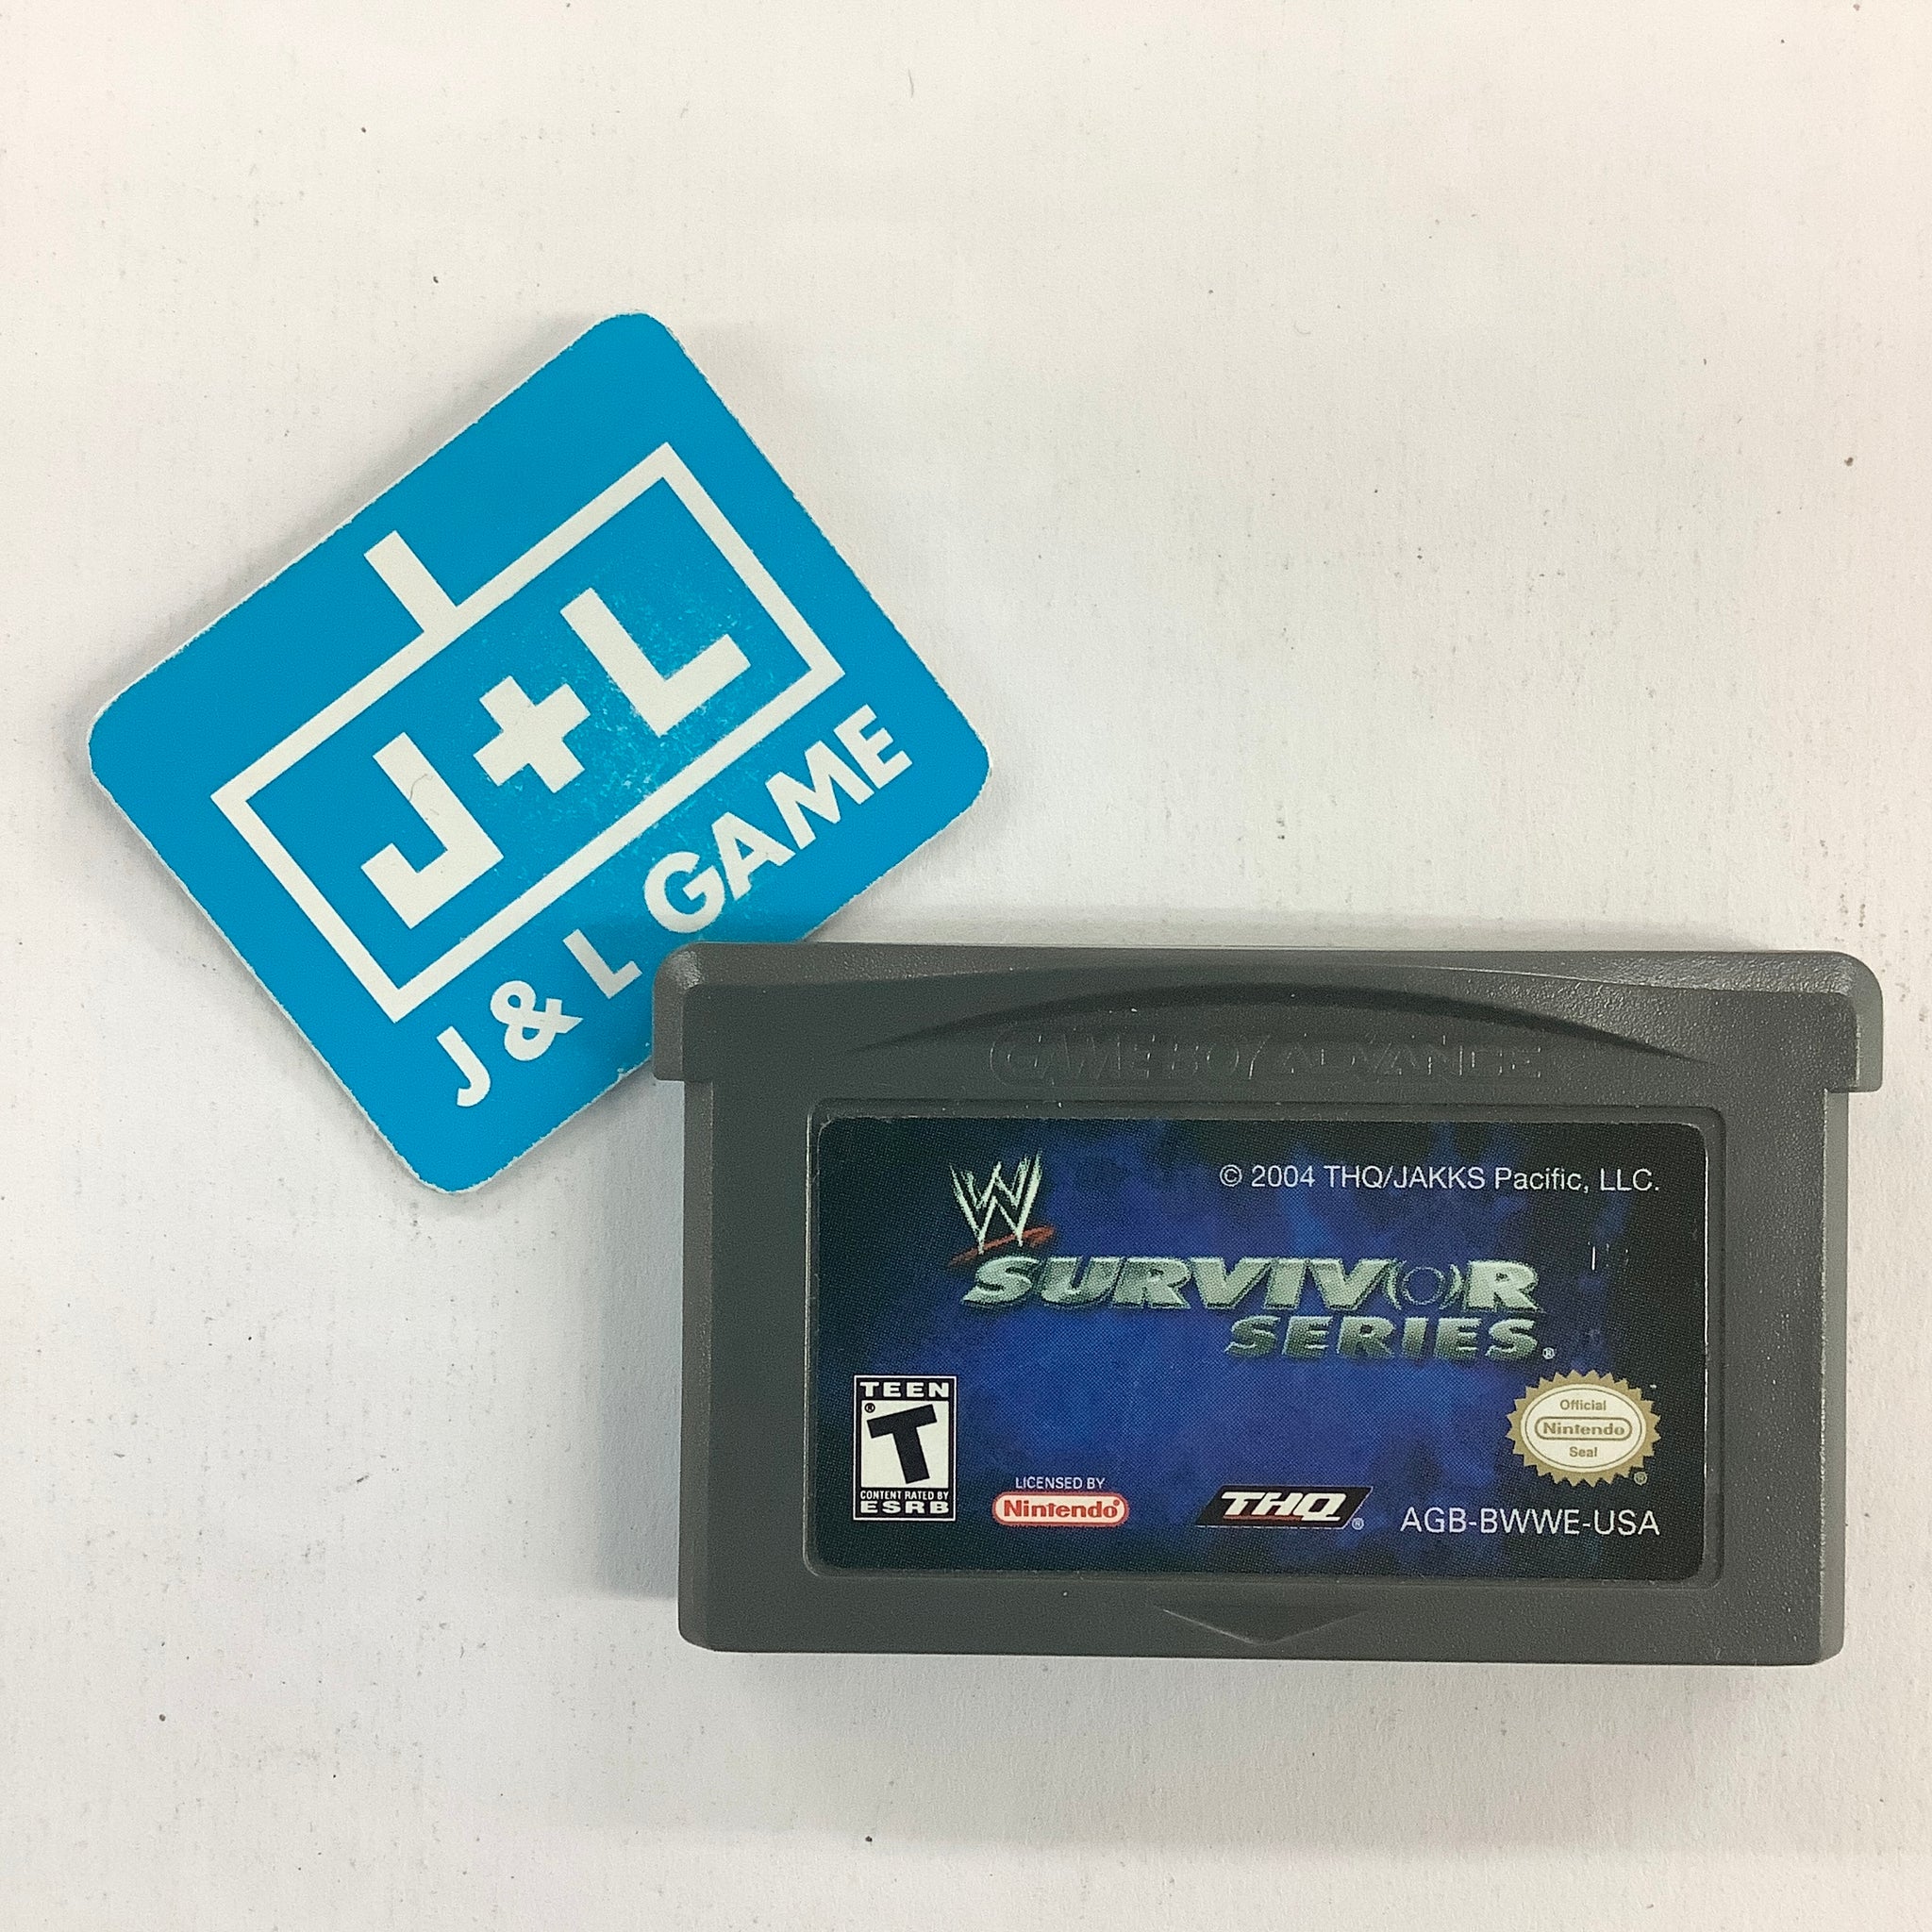 J+L
J & L GAME
GAME BOY ADVANCE
W
© 2004 THQ/JAKKS Pacific, LLC.
SURVIVOR
SERIES®
TEEN
T®
CONTENT RATED BY
ESRB
LICENSED BY
Nintendo®
THQ®
Official
Nintendo
Seal
®
AGB-BWWE-USA